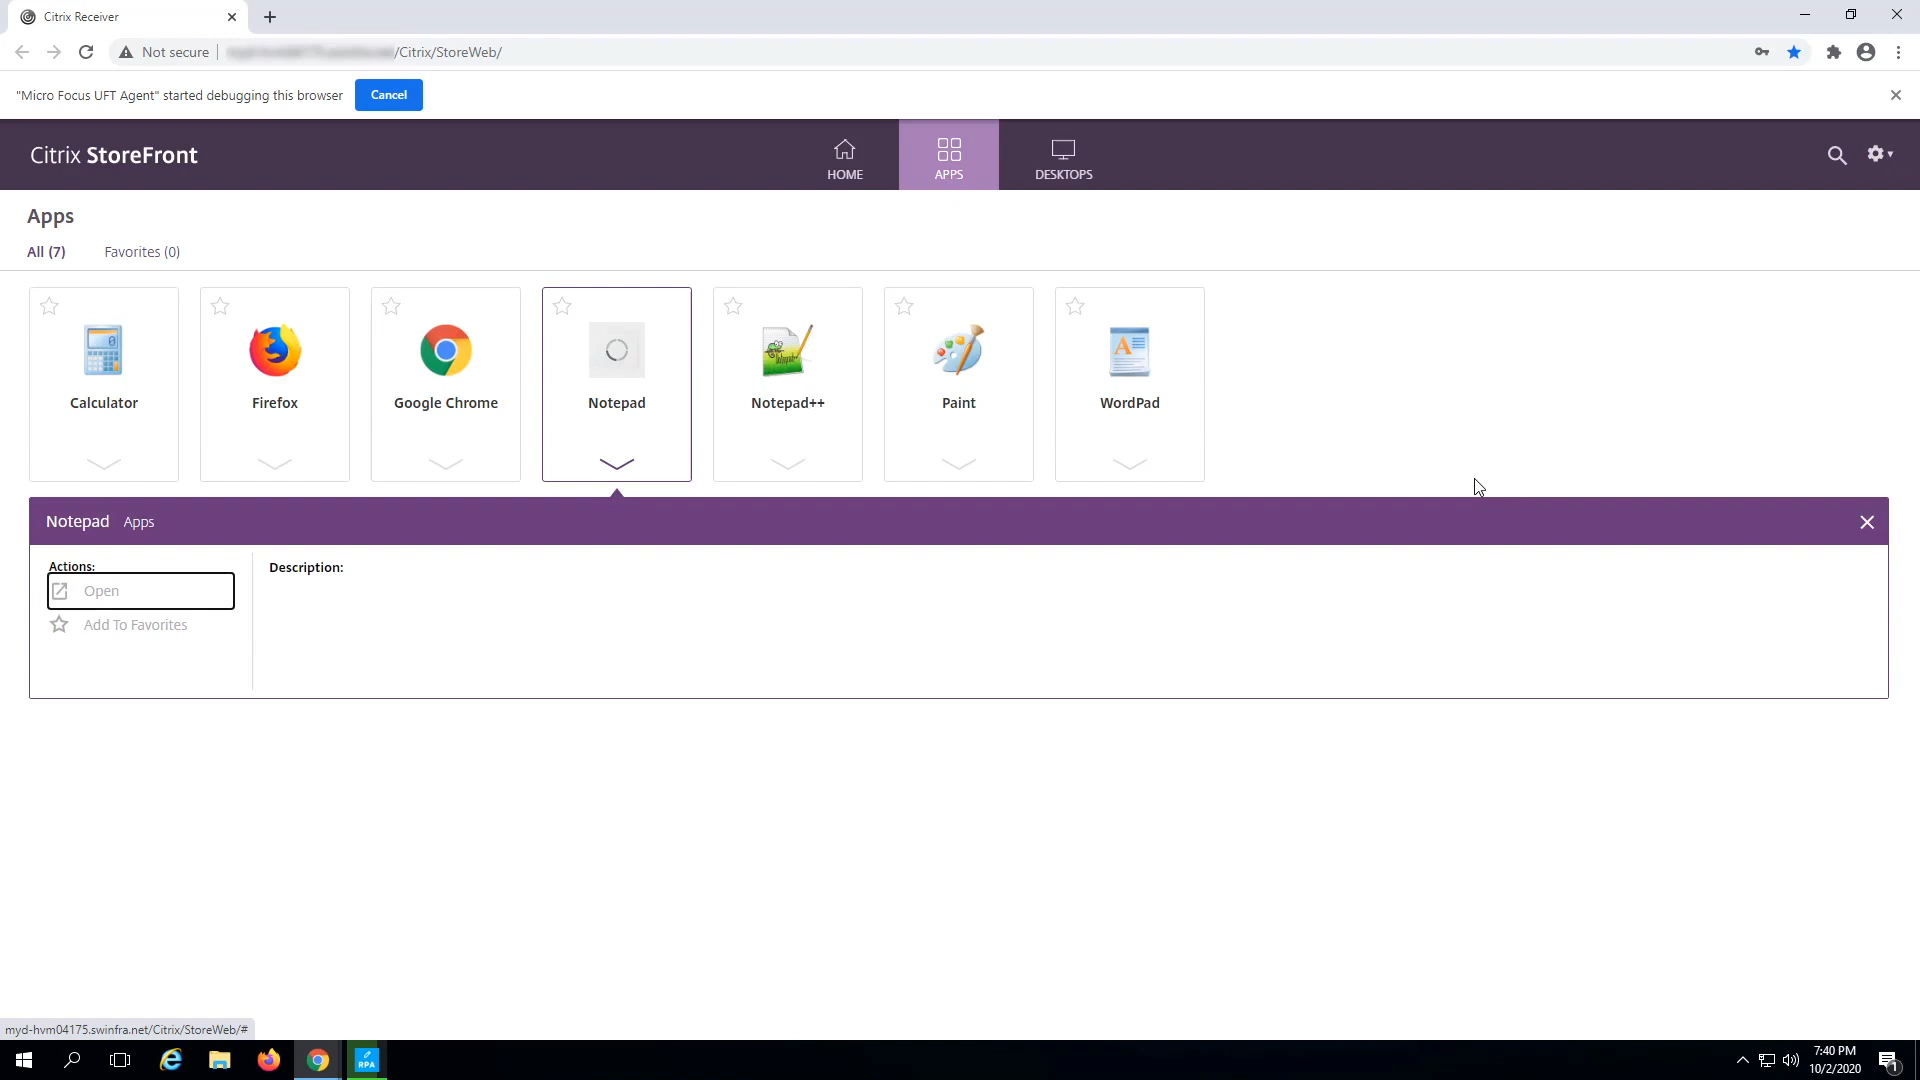 Citrix Receiver
Not secure
/Citrix/StoreWeb/
"Micro Focus UFT Agent" started debugging this browser
Cancel
Citrix StoreFront
HOME
APPS
DESKTOPS
Apps
All (7)
Favorites (0)
Calculator
Firefox
Google Chrome
Notepad
Notepad++
Paint
WordPad
Notepad Apps
Actions:
Description:
Open
Add To Favorites
myd-hvm04175.swinfra.net/Citrix/StoreWeb/#
RPA
7:40 PM
10/2/2020
1